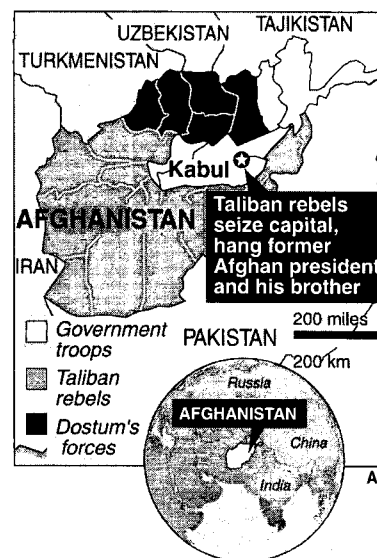 UZBEKISTAN
TAJIKISTAN
TURKMENISTAN
Kabul
AFGHANISTAN
Taliban rebels
seize capital,
hang former
Afghan president
and his brother
IRAN
200 miles
200 km
PAKISTAN
Government
troops
Taliban
rebels
Dostum's
forces
Russia
AFGHANISTAN
China
India
A